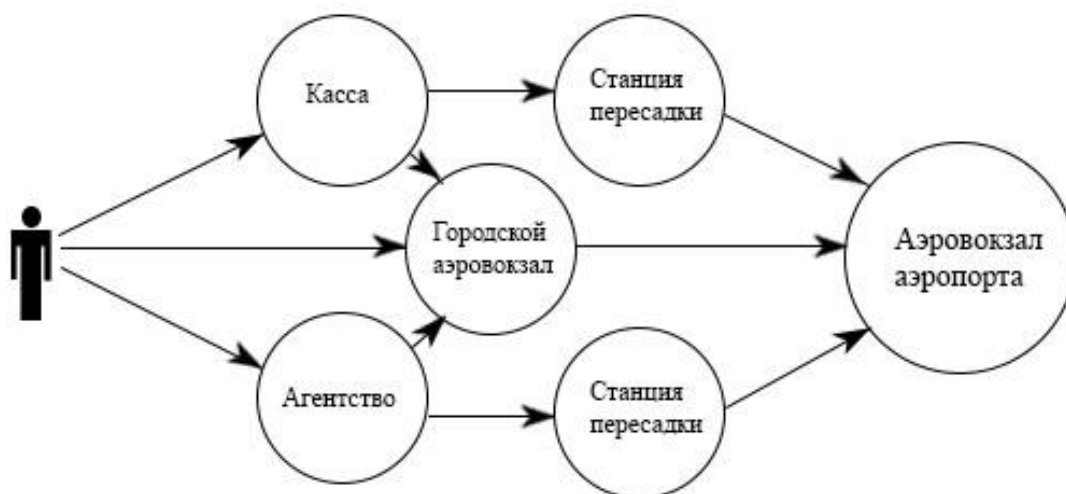 Касса
Станция
пересадки
Городской
аэровокзал
Аэровокзал
аэропорта
Агентство
Станция
пересадки